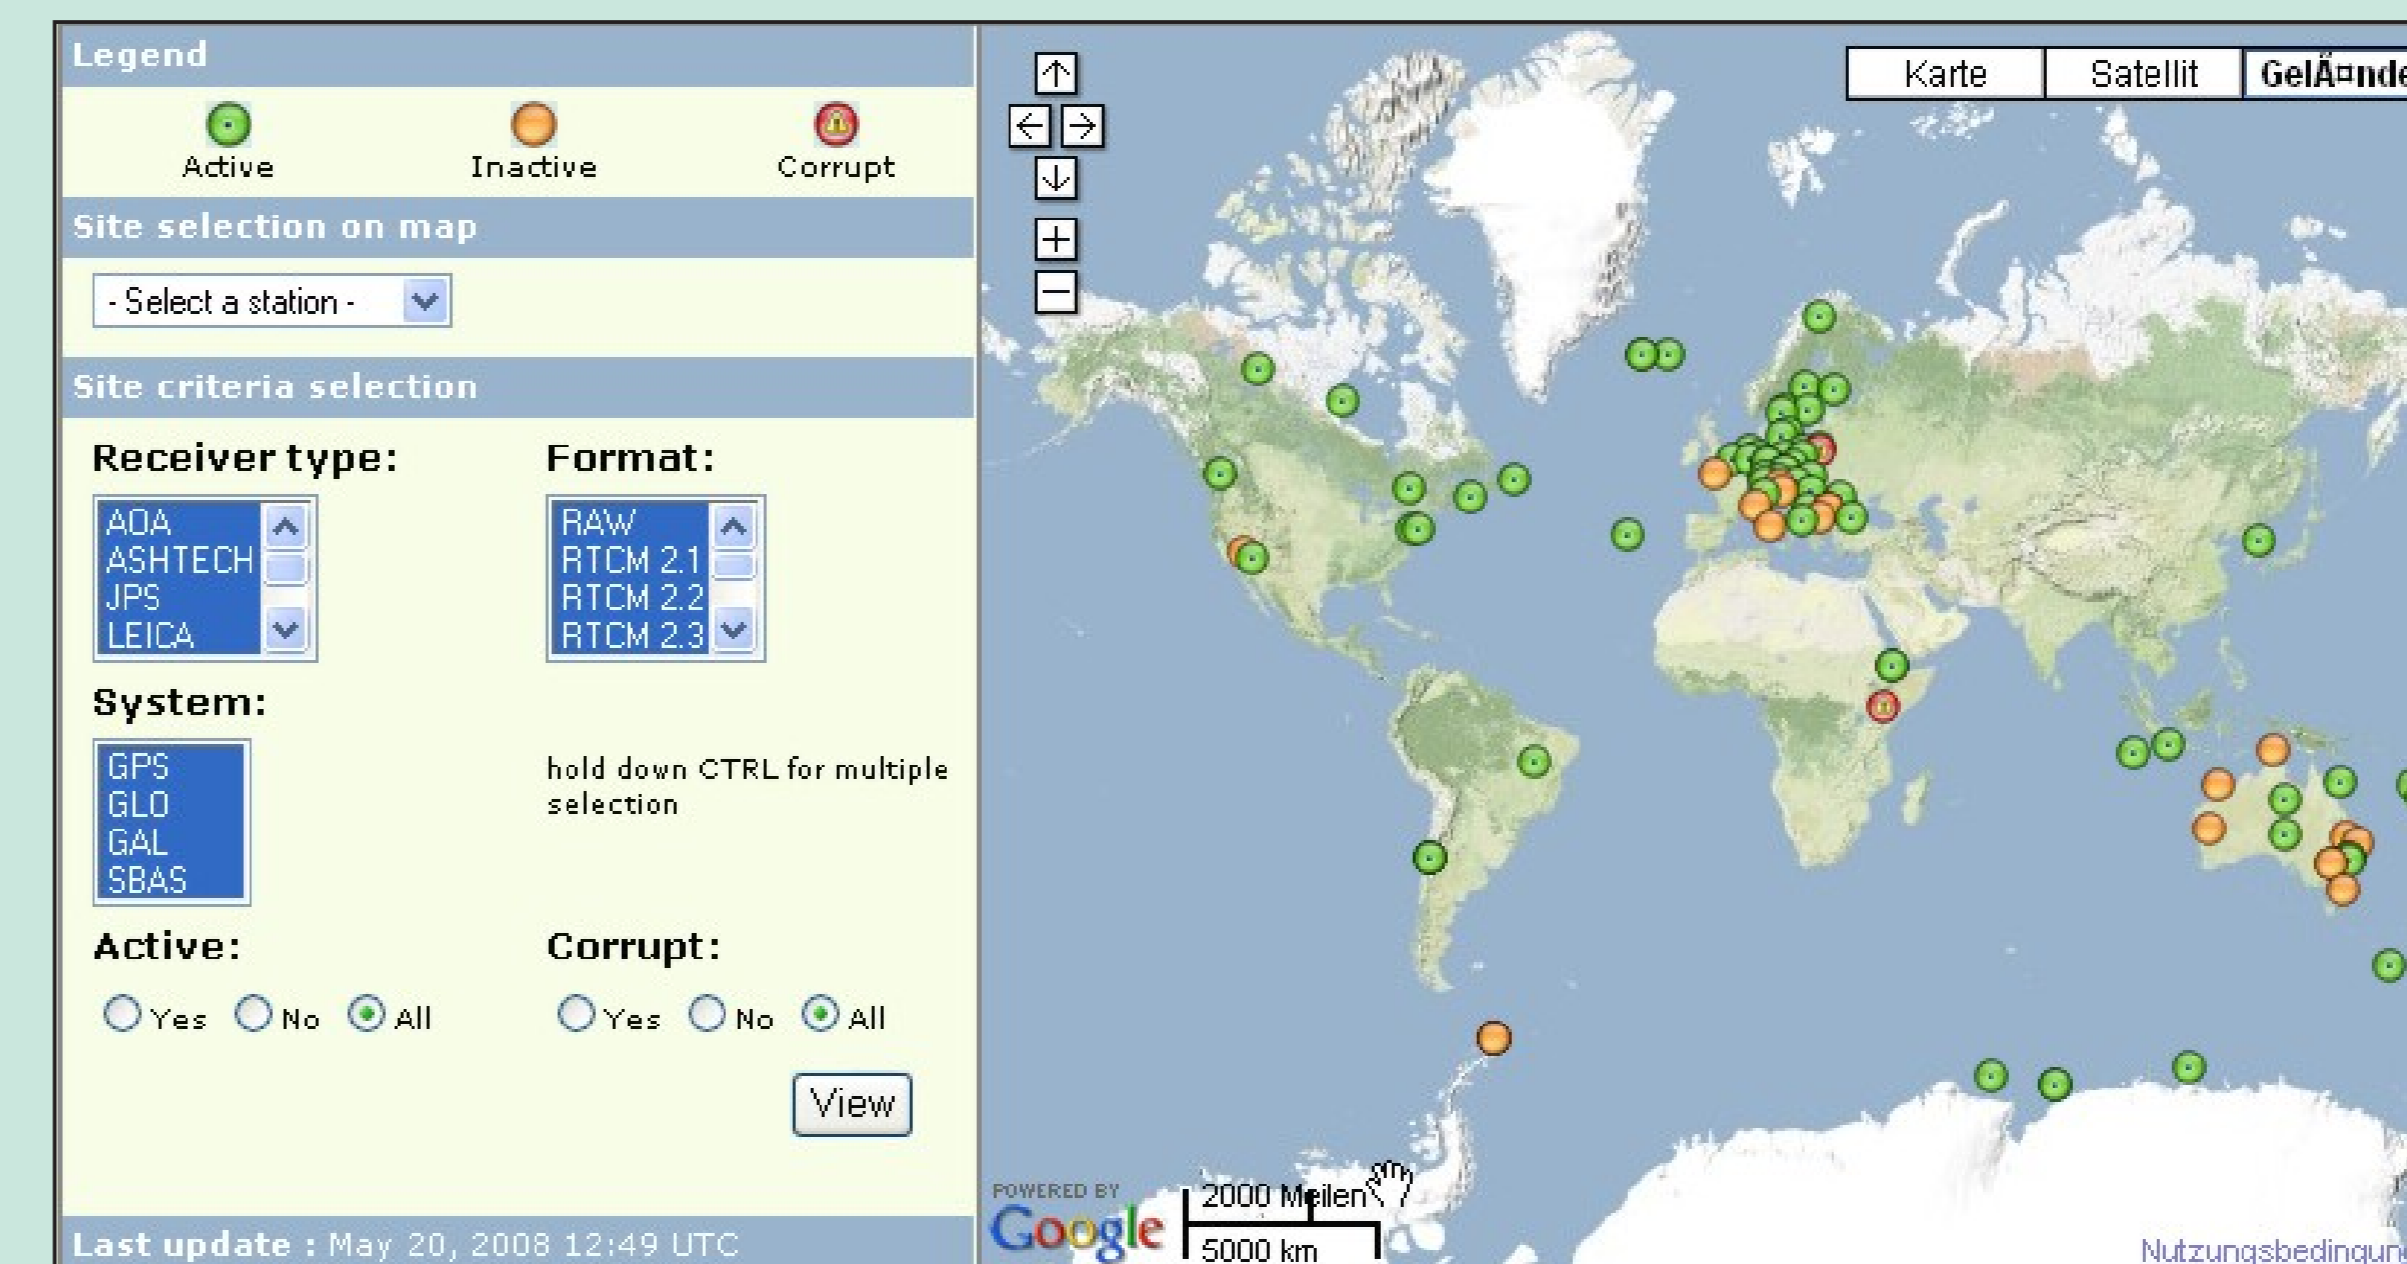 Legend
Active Inactive Corrupt
Site selection on map
- Select a station -
Site criteria selection
Receiver type: Format:
AOA
ASHTECH
JPS
LEICA
RAW
RTCM 2.1
RTCM 2.2
RTCM 2.3
System:
GPS
GLO
GAL
SBAS
hold down CTRL for multiple
selection
Active: Corrupt:
Yes No All Yes No All
View
Last update : May 20, 2008 12:49 UTC
Karte Satellit GelÄ¤nde
POWERED BY
Google
2000 Meilen
5000 km
Nutzungsbedingun